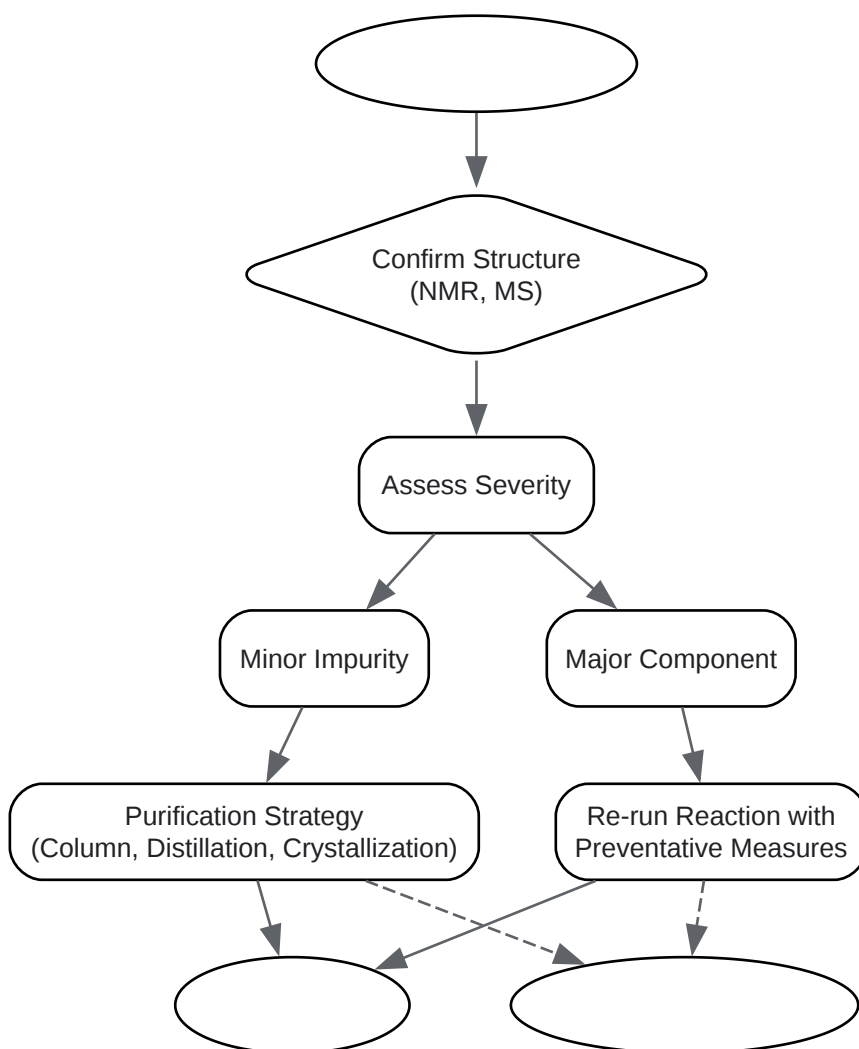 Confirm Structure
(NMR, MS)
Assess Severity
Minor Impurity
Major Component
Purification Strategy
(Column, Distillation, Crystallization)
Re-run Reaction with
Preventative Measures